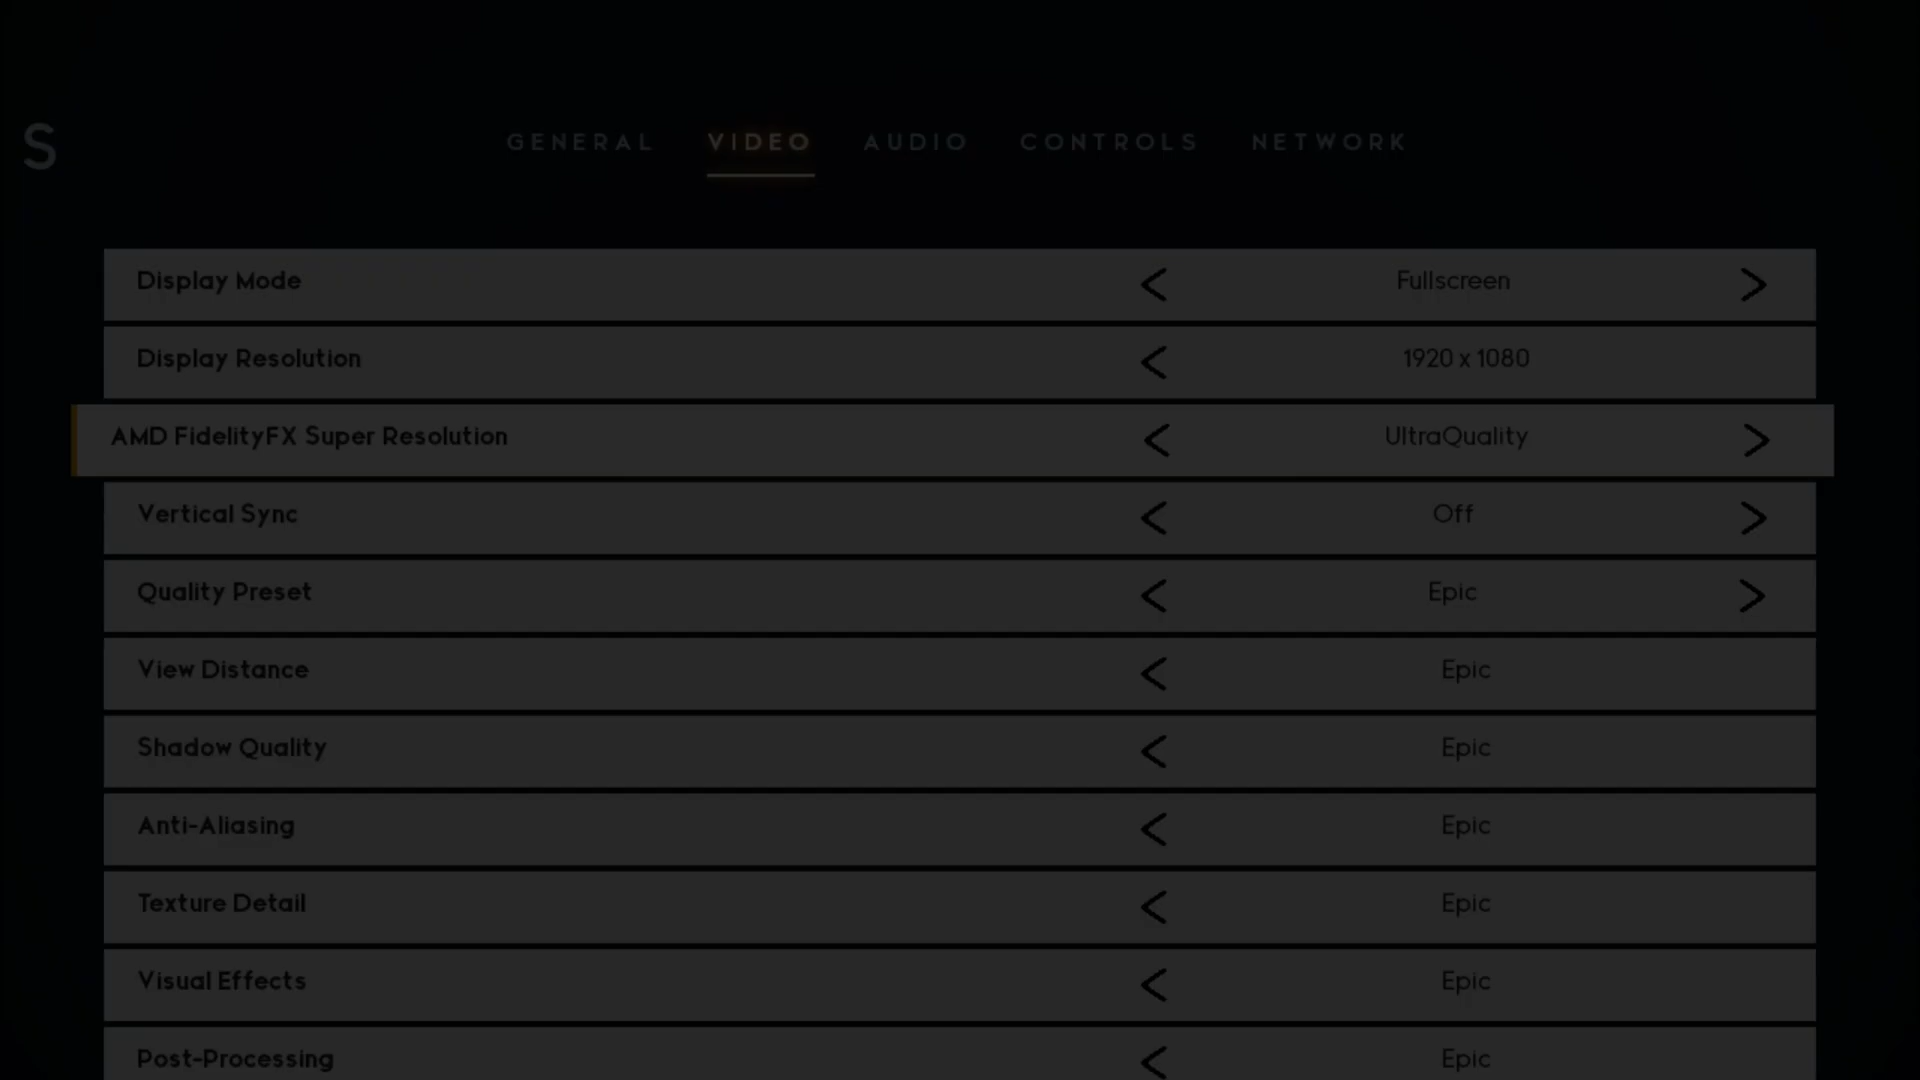 S
GENERAL VIDEO AUDIO CONTROLS NETWORK
Display Mode < Fullscreen >
Display Resolution < 1920 x 1080
AMD FidelityFX Super Resolution < UltraQuality >
Vertical Sync < Off >
Quality Preset < Epic >
View Distance < Epic
Shadow Quality < Epic
Anti-Aliasing < Epic
Texture Detail < Epic
Visual Effects < Epic
Post-Processing < Epic